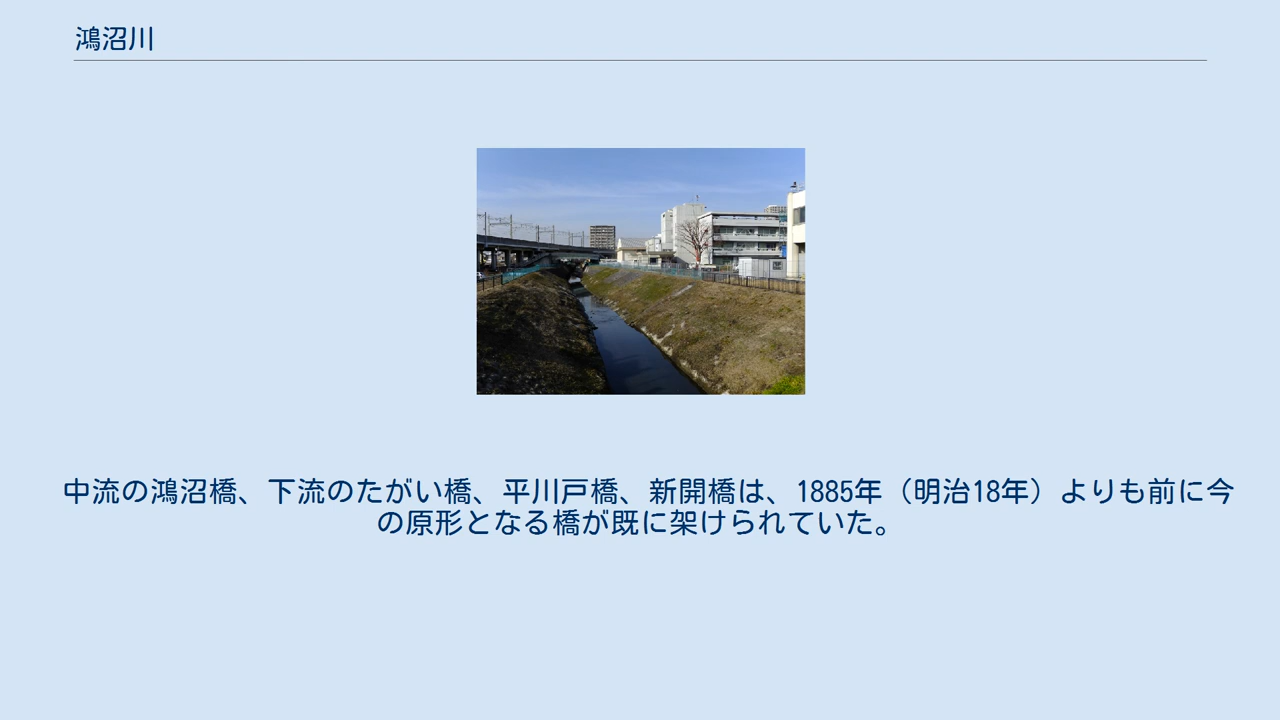 鴻沼川
中流の鴻沼橋、下流のたがい橋、平川戸橋、新開橋は、1885年（明治18年）よりも前に今
の原形となる橋が既に架けられていた。